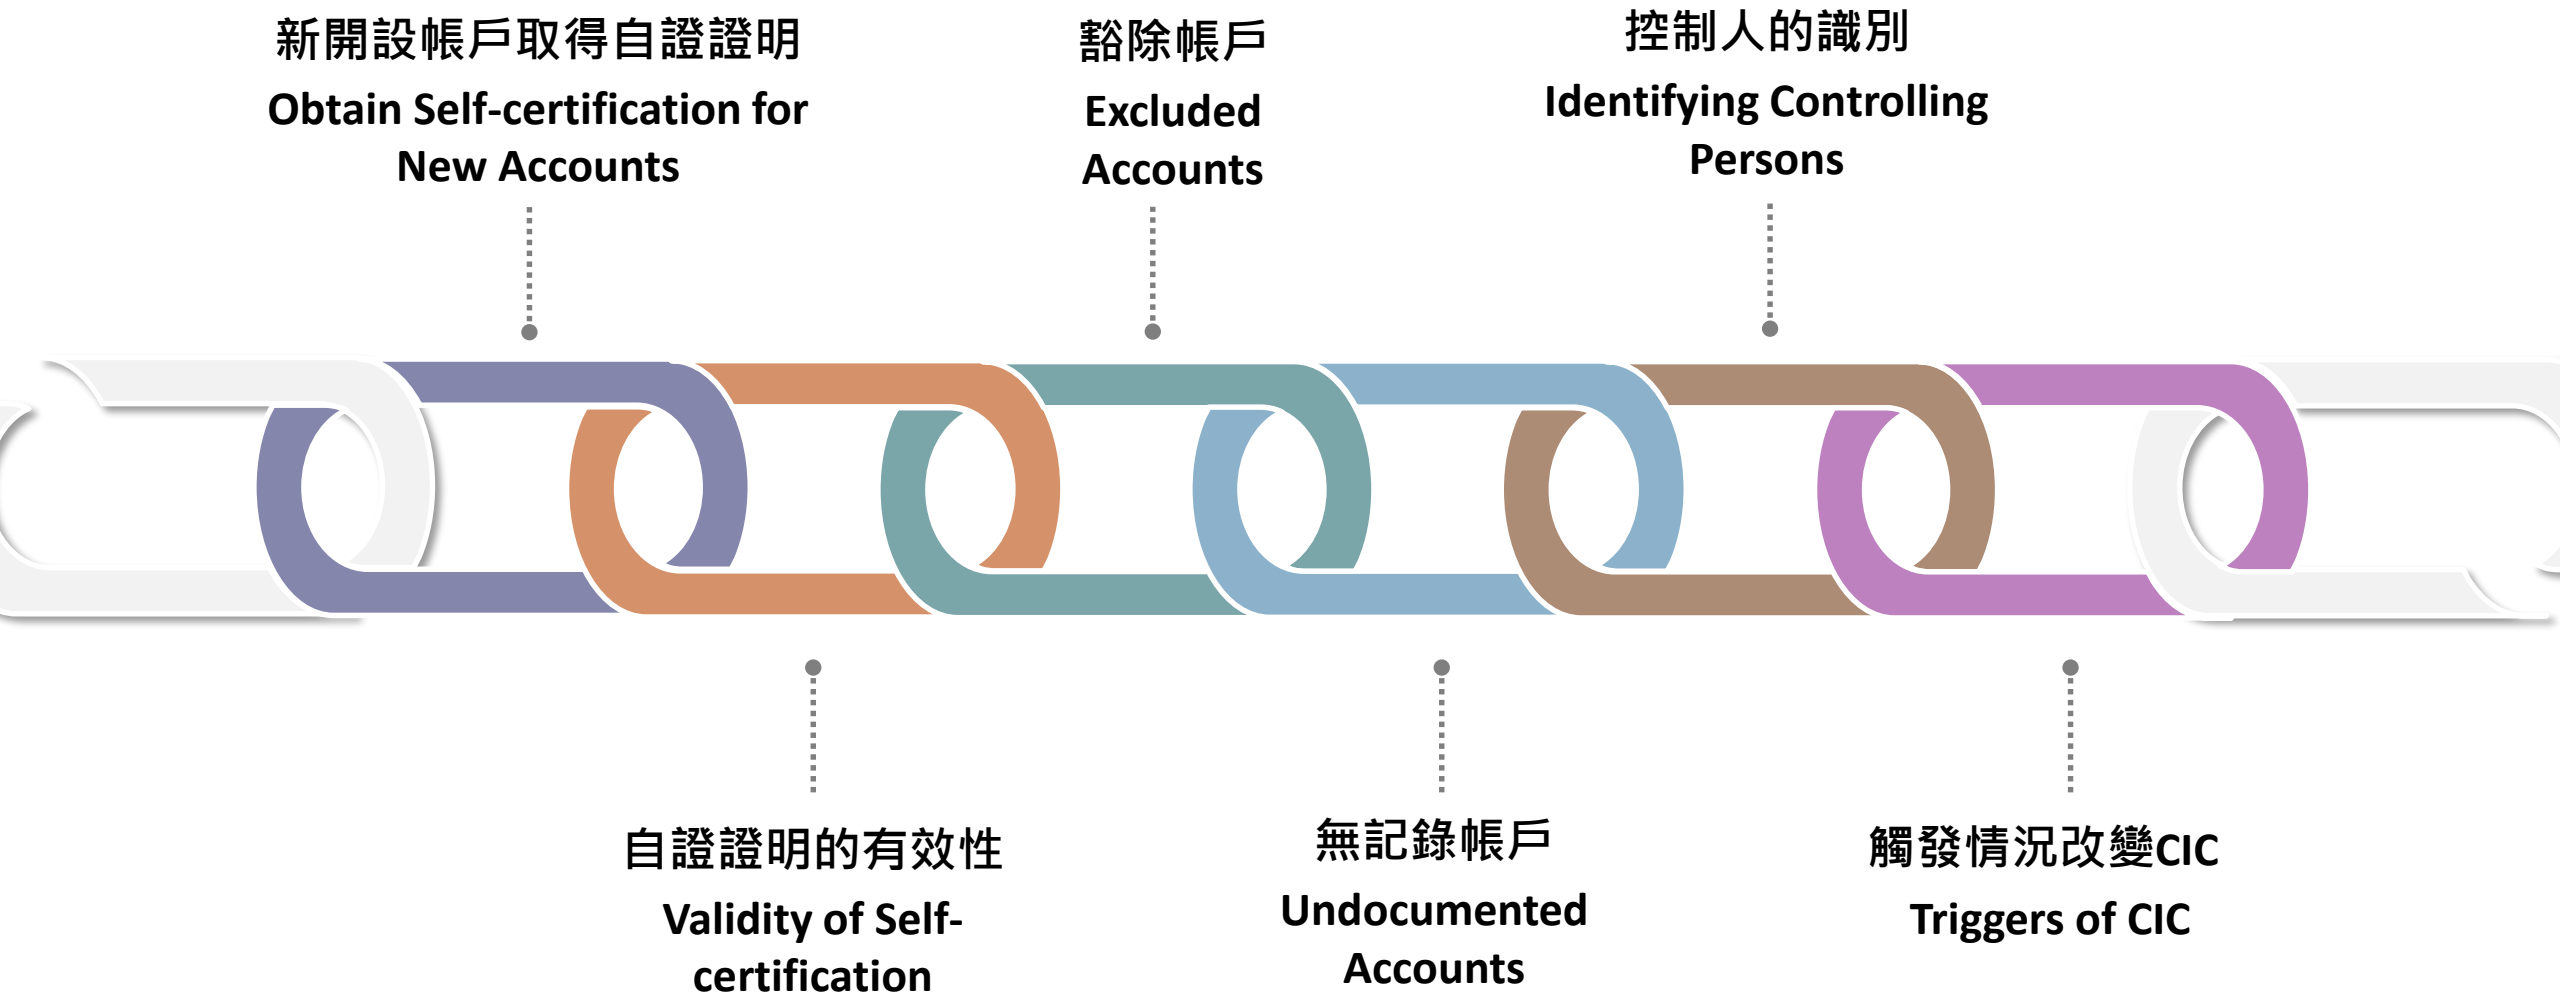 新開設帳戶取得自證證明
Obtain Self-certification for
New Accounts
豁除帳戶
Excluded
Accounts
控制人的識別
Identifying Controlling
Persons
自證證明的有效性
Validity of Self-
certification
無記錄帳戶
Undocumented
Accounts
觸發情況改變CIC
Triggers of CIC